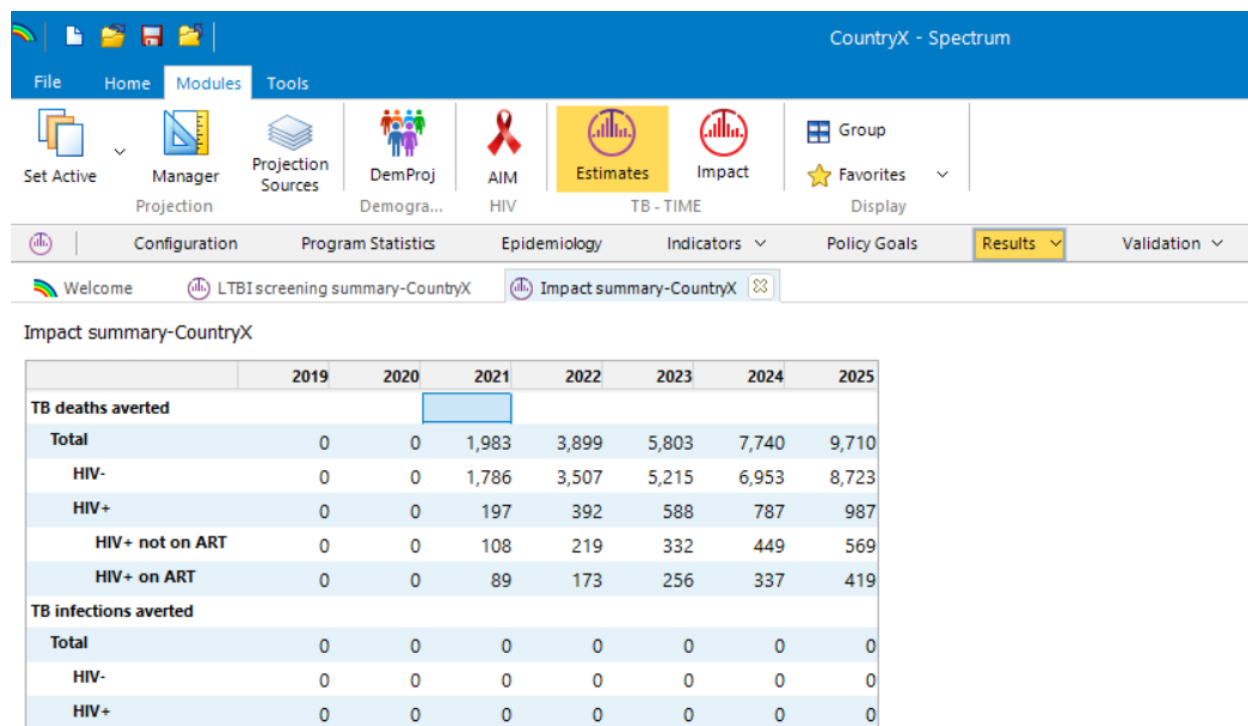 CountryX - Spectrum
File Home Modules Tools
Set Active Manager Projection Sources DemProj AIM Estimates Impact Group
Favorites
Projection Demogra... HIV TB - TIME Display
Configuration Program Statistics Epidemiology Indicators Policy Goals Results Validation
Welcome LTBI screening summary-CountryX Impact summary-CountryX
Impact summary-CountryX
2019 2020 2021 2022 2023 2024 2025
TB deaths averted
Total 0 0 1,983 3,899 5,803 7,740 9,710
HIV- 0 0 1,786 3,507 5,215 6,953 8,723
HIV+ 0 0 197 392 588 787 987
HIV+ not on ART 0 0 108 219 332 449 569
HIV+ on ART 0 0 89 173 256 337 419
TB infections averted
Total 0 0 0 0 0 0 0
HIV- 0 0 0 0 0 0 0
HIV+ 0 0 0 0 0 0 0